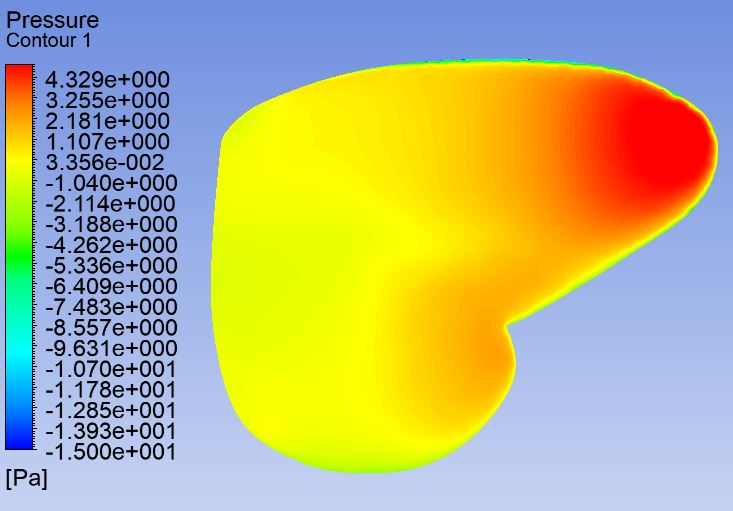 Pressure
Contour 1
4.329e+000
3.255e+000
2.181e+000
1.107e+000
3.356e-002
-1.040e+000
-2.114e+000
-3.188e+000
-4.262e+000
-5.336e+000
-6.409e+000
-7.483e+000
-8.557e+000
-9.631e+000
-1.070e+001
-1.178e+001
-1.285e+001
-1.393e+001
-1.500e+001
[Pa]